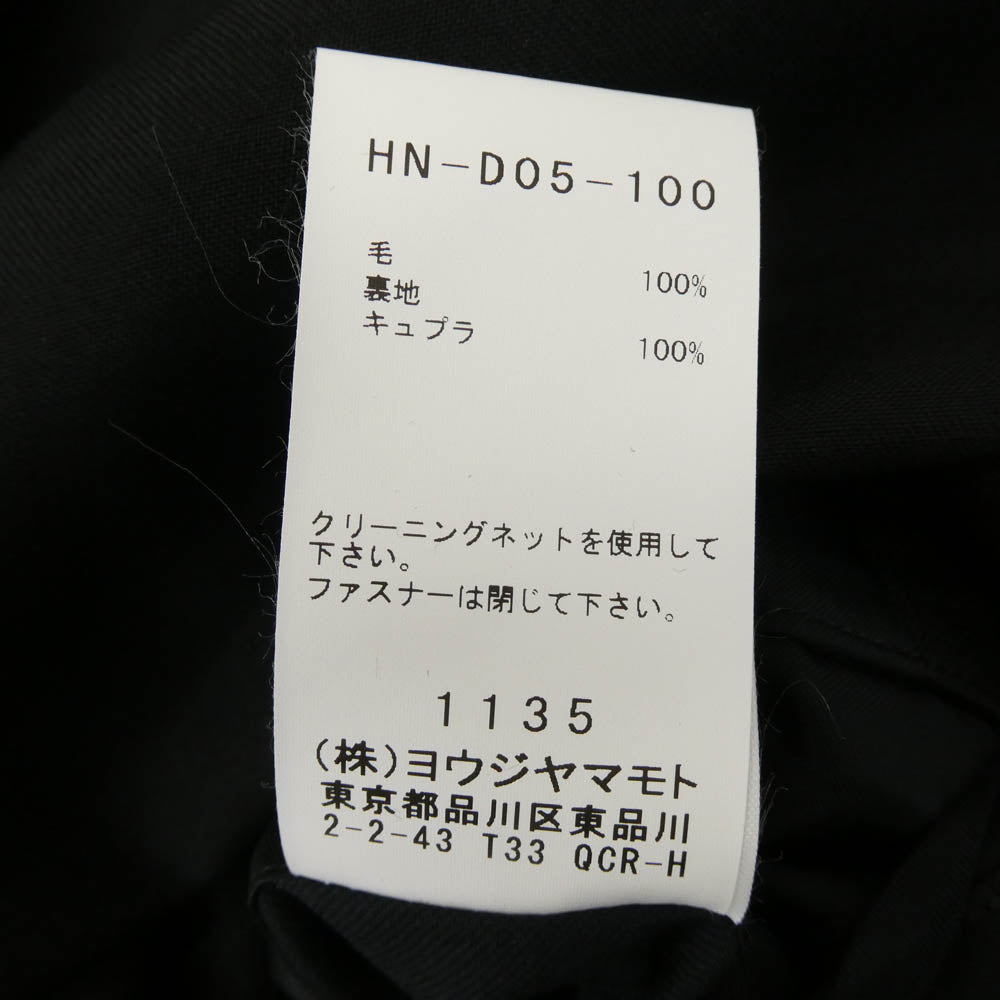 HN-D05-100
毛 100%
裏地
キュプラ 100%
クリーニングネットを使用して
下さい。
ファスナーは閉じて下さい。
1135
(株)ヨウジヤマモト
東京都品川区東品川
2-2-43 T33 QCR-H